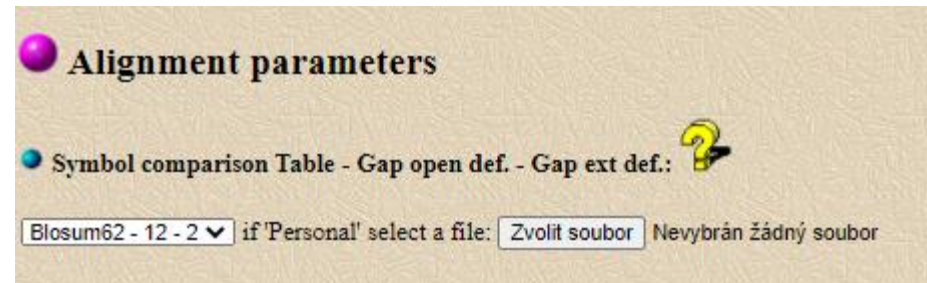 Alignment parameters
Symbol comparison Table - Gap open def. - Gap ext def.:
Blosum62 - 12 - 2 if 'Personal' select a file: Zvolit soubor Nevybrán žádný soubor